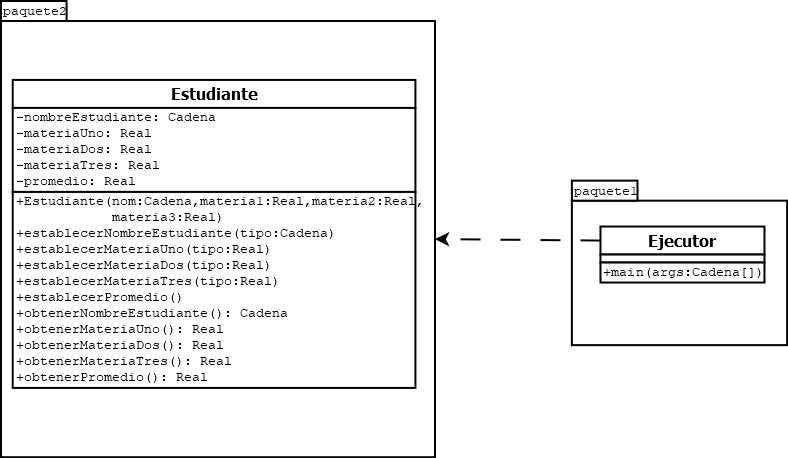 paquete2
Estudiante
-nombreEstudiante: Cadena
-materiaUno: Real
-materiaDos: Real
-materiaTres: Real
-promedio: Real
+Estudiante(nom:Cadena,materia1:Real,materia2:Real,
materia3:Real)
+establecerNombreEstudiante(tipo:Cadena)
+establecerMateriaUno(tipo:Real)
+establecerMateriaDos(tipo:Real)
+establecerMateriaTres(tipo:Real)
+establecerPromedio()
+obtenerNombreEstudiante(): Cadena
+obtenerMateriaUno(): Real
+obtenerMateriaDos(): Real
+obtenerMateriaTres(): Real
+obtenerPromedio(): Real
paquete1
Ejecutor
+main(args:Cadena[])